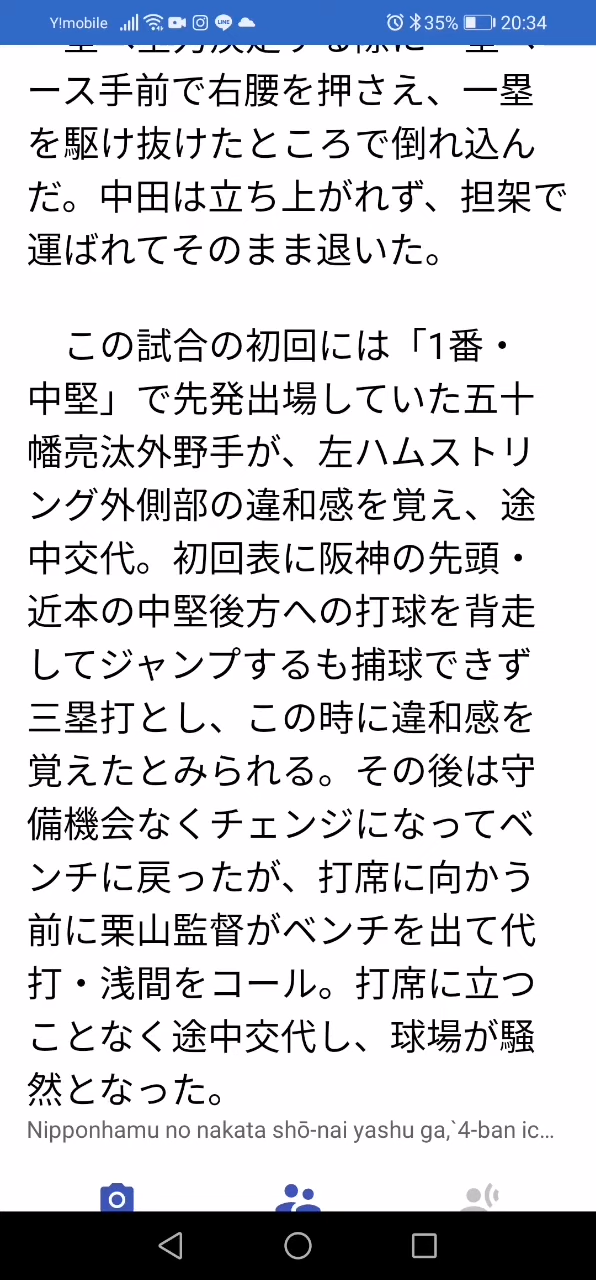 Y!mobile 35% 20:34
ース手前で右腰を押さえ、一塁
を駆け抜けたところで倒れ込ん
だ。中田は立ち上がれず、担架で
運ばれてそのまま退いた。
この試合の初回には「1番・
中堅」で先発出場していた五十
幡亮汰外野手が、左ハムストリ
ング外側部の違和感を覚え、途
中交代。初回表に阪神の先頭・
近本の中堅後方への打球を背走
してジャンプするも捕球できず
三塁打とし、この時に違和感を
覚えたとみられる。その後は守
備機会なくチェンジになってベ
ンチに戻ったが、打席に向かう
前に栗山監督がベンチを出て代
打・浅間をコール。打席に立つ
ことなく途中交代し、球場が騒
然となった。
Nipponhamu no nakata shō-nai yashu ga,`4-ban ic...